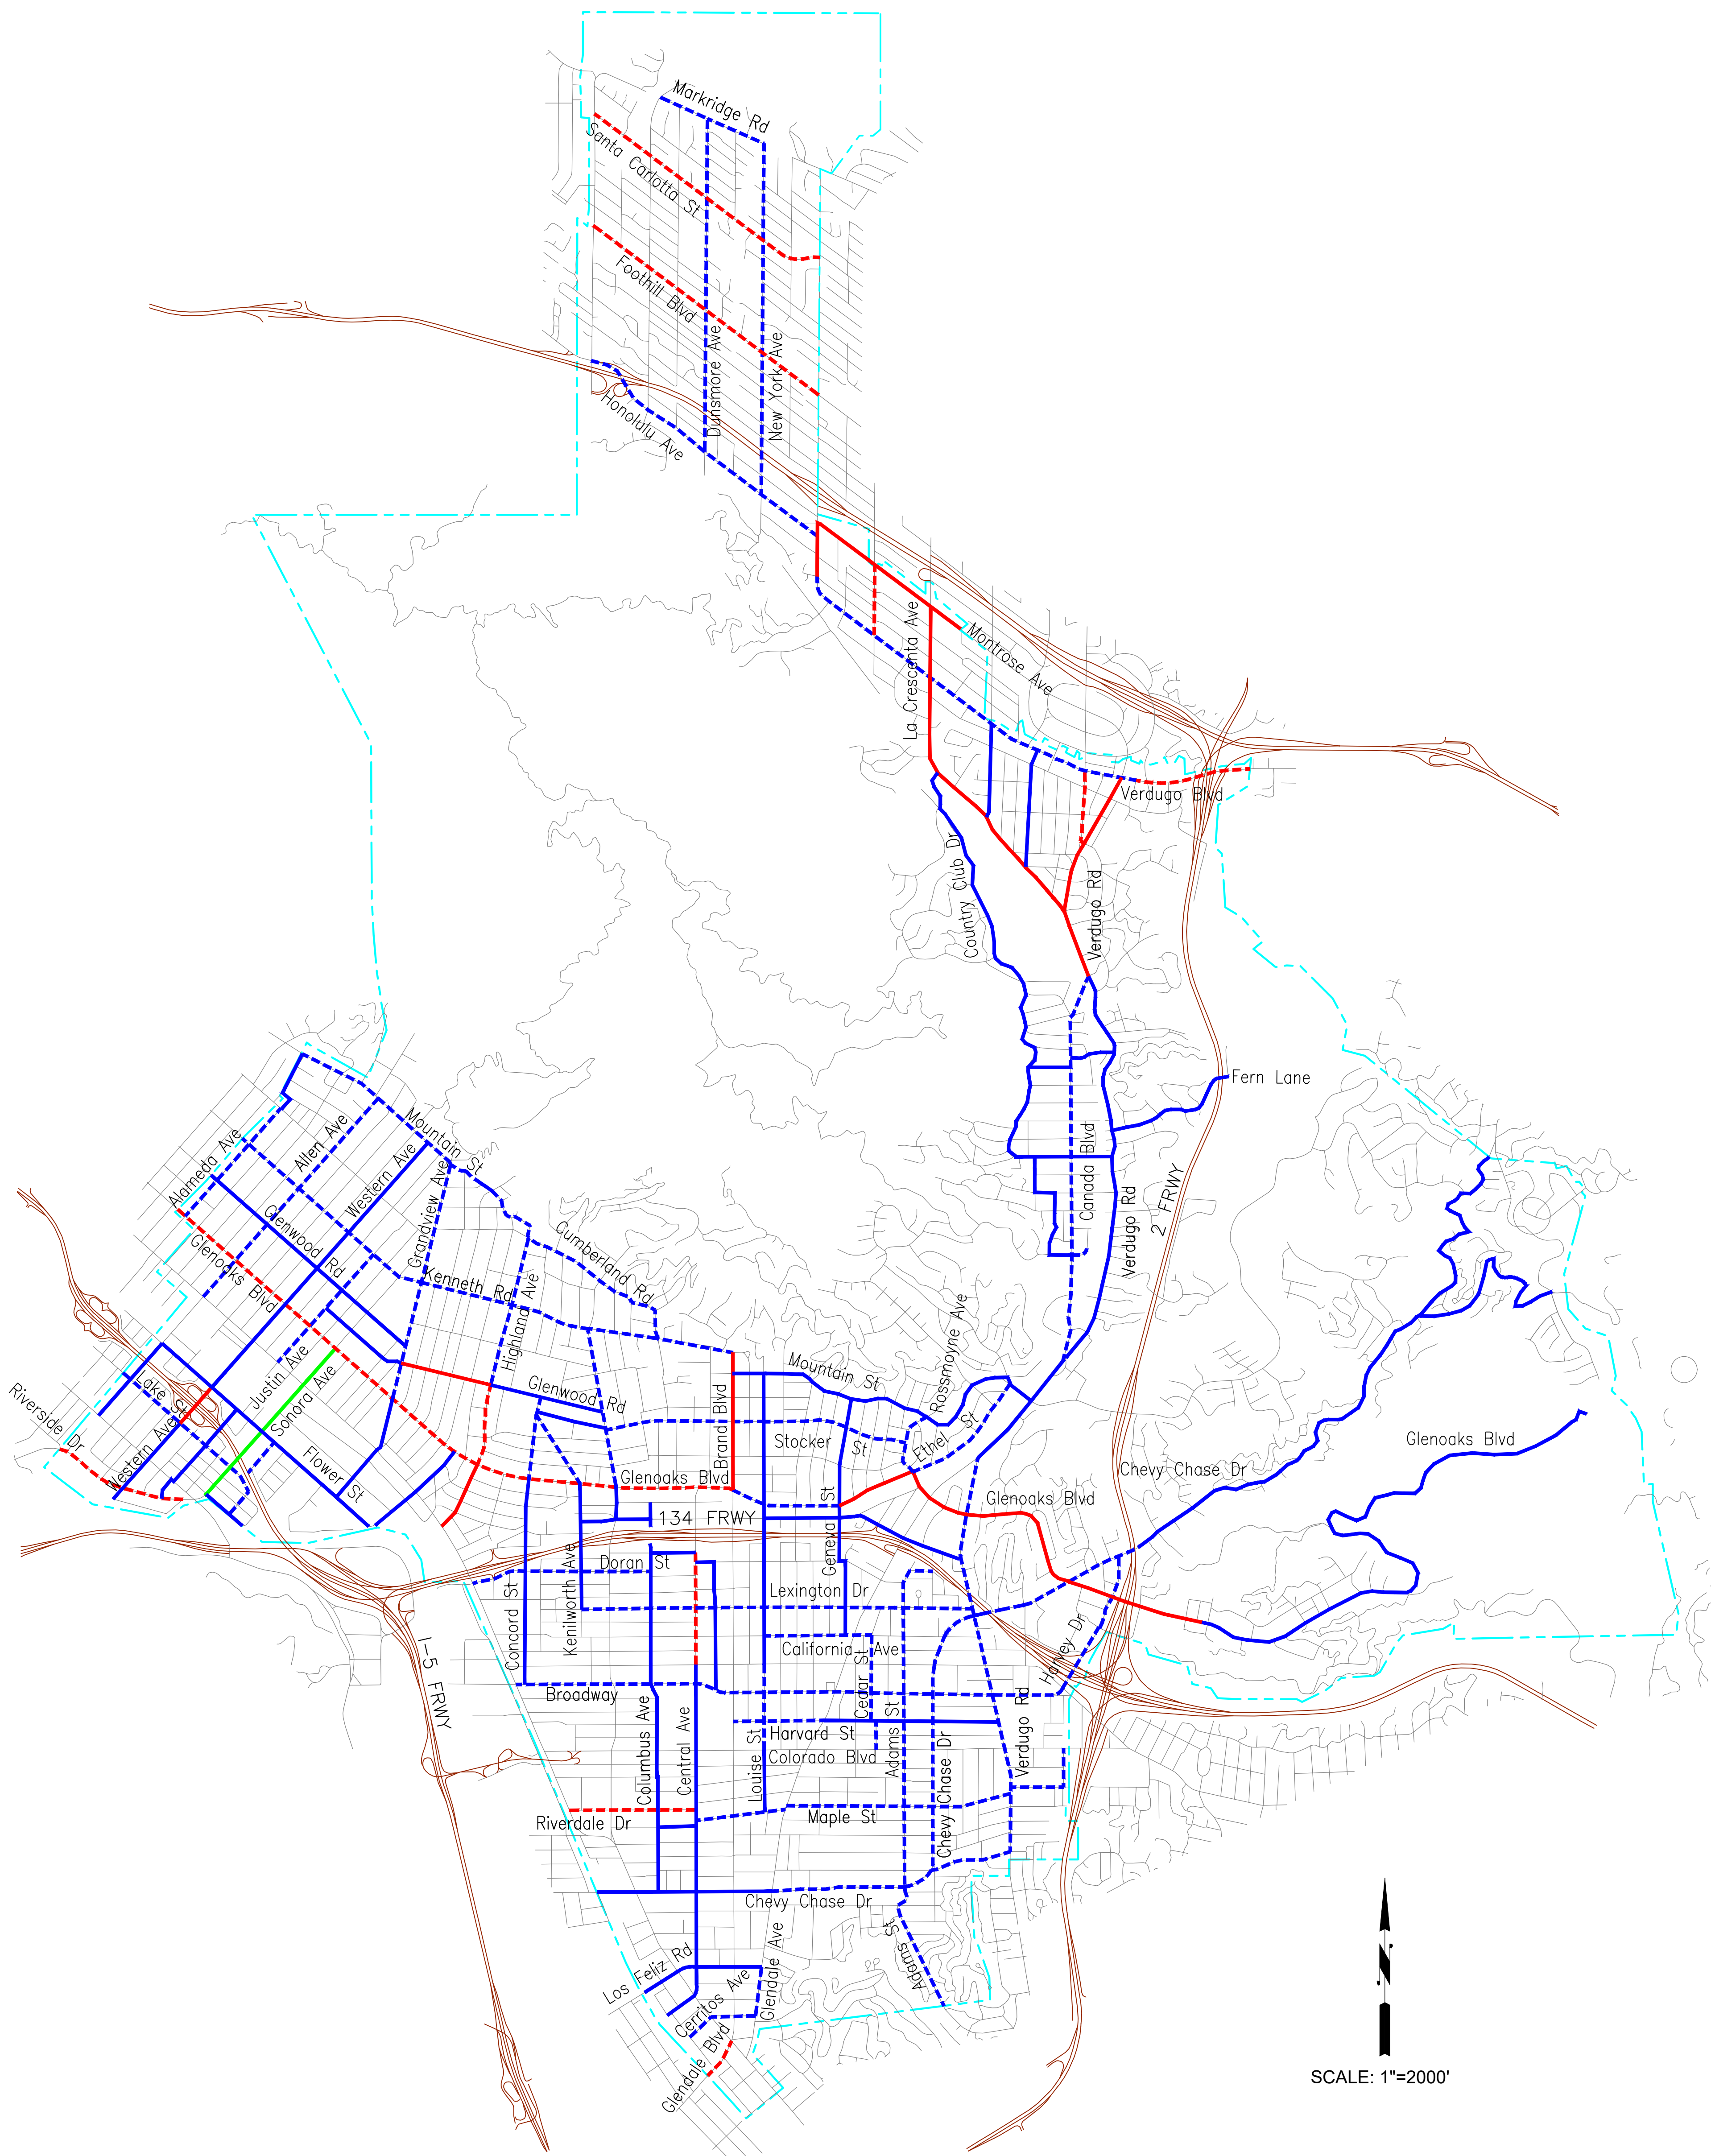 Markridge Rd
Santa Carlotta St
Foothill Blvd
Dunsmore Ave
New York Ave
Honolulu Ave
La Crescenta Ave
Montrose Ave
Verdugo Blvd
Country Club Dr
Verdugo Rd
Fern Lane
Canada Blvd
Verdugo Rd
2 FRWY
Mountain St
Allen Ave
Alameda Ave
Western Ave
Grandview Ave
Glenwood Rd
Glenoaks Blvd
Kenneth Rd
Cumberland Rd
Highland Ave
Rossmoyne Ave
Justin Ave
Sonora Ave
Lake St
Riverside Dr
Western Ave
Flower St
Glenwood Rd
Mountain St
Brand Blvd
Stocker St
Ethel St
Glenoaks Blvd
Glenoaks Blvd
Chevy Chase Dr
Glenoaks Blvd
134 FRWY
Geneva St
Doran St
Concord St
Kenilworth Ave
Lexington Dr
California Ave
Cedar St
Harvey Dr
I-5 FRWY
Broadway
Columbus Ave
Central Ave
Louise St
Harvard St
Colorado Blvd
Adams St
Chevy Chase Dr
Verdugo Rd
Riverdale Dr
Maple St
Chevy Chase Dr
Glendale Ave
Adams St
Los Feliz Rd
Cerritos Ave
Glendale Blvd
N
SCALE: 1"=2000'